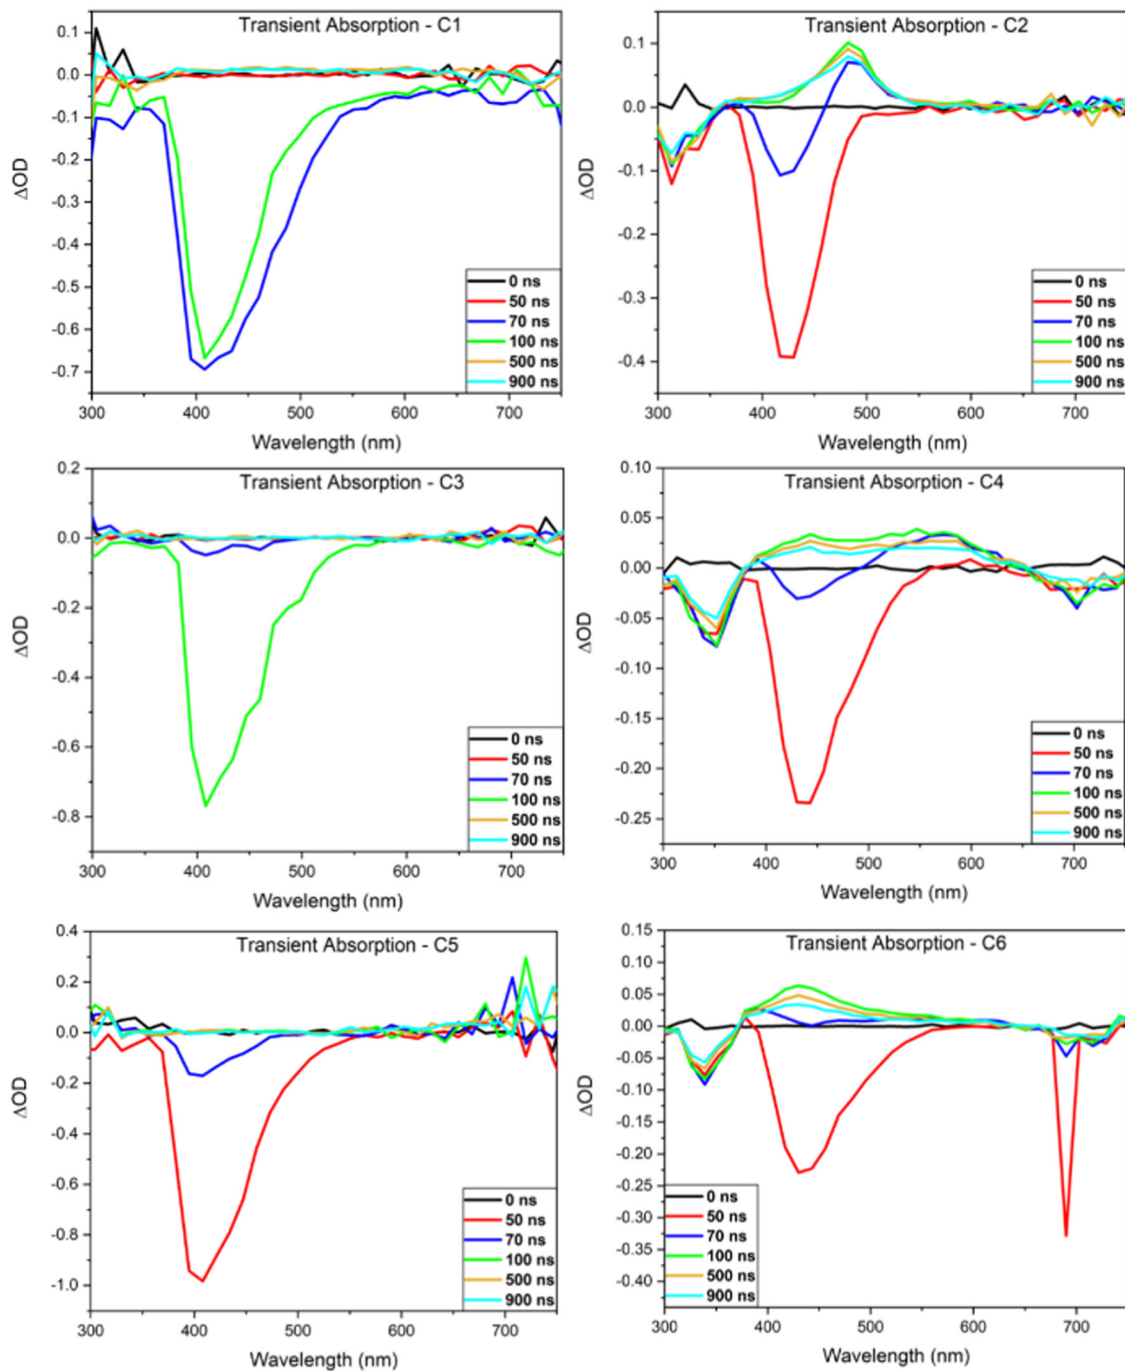 Transient Absorption - C1
0.1
0.0
-0.1
-0.2
-0.3
-0.4
-0.5
-0.6
-0.7
ΔOD
0 ns
50 ns
70 ns
100 ns
500 ns
900 ns
300 400 500 600 700
Wavelength (nm)
Transient Absorption - C2
0.1
0.0
-0.1
-0.2
-0.3
-0.4
ΔOD
0 ns
50 ns
70 ns
100 ns
500 ns
900 ns
300 400 500 600 700
Wavelength (nm)
Transient Absorption - C3
0.2
0.0
-0.2
-0.4
-0.6
-0.8
ΔOD
0 ns
50 ns
70 ns
100 ns
500 ns
900 ns
300 400 500 600 700
Wavelength (nm)
Transient Absorption - C4
0.10
0.05
0.00
-0.05
-0.10
-0.15
-0.20
-0.25
ΔOD
0 ns
50 ns
70 ns
100 ns
500 ns
900 ns
300 400 500 600 700
Wavelength (nm)
Transient Absorption - C5
0.4
0.2
0.0
-0.2
-0.4
-0.6
-0.8
-1.0
ΔOD
0 ns
50 ns
70 ns
100 ns
500 ns
900 ns
300 400 500 600 700
Wavelength (nm)
Transient Absorption - C6
0.15
0.10
0.05
0.00
-0.05
-0.10
-0.15
-0.20
-0.25
-0.30
-0.35
-0.40
ΔOD
0 ns
50 ns
70 ns
100 ns
500 ns
900 ns
300 400 500 600 700
Wavelength (nm)